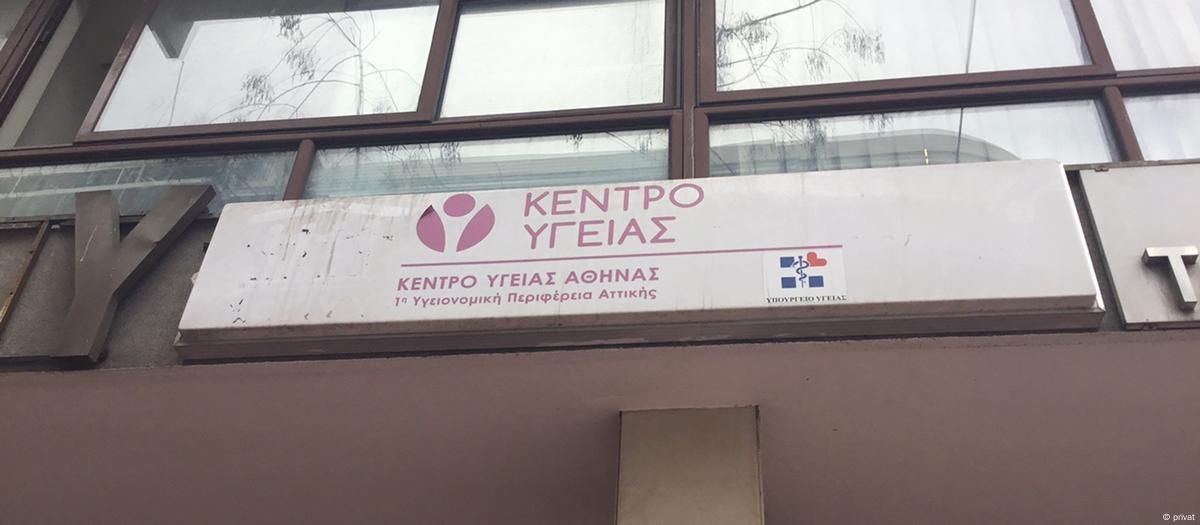 ΚΕΝΤΡΟ
ΥΓΕΙΑΣ
ΚΕΝΤΡΟ ΥΓΕΙΑΣ ΑΘΗΝΑΣ
1η Υγειονομική Περιφέρεια Αττικής
ΥΠΟΥΡΓΕΙΟ ΥΓΕΙΑΣ
Υ
Τ
© privat